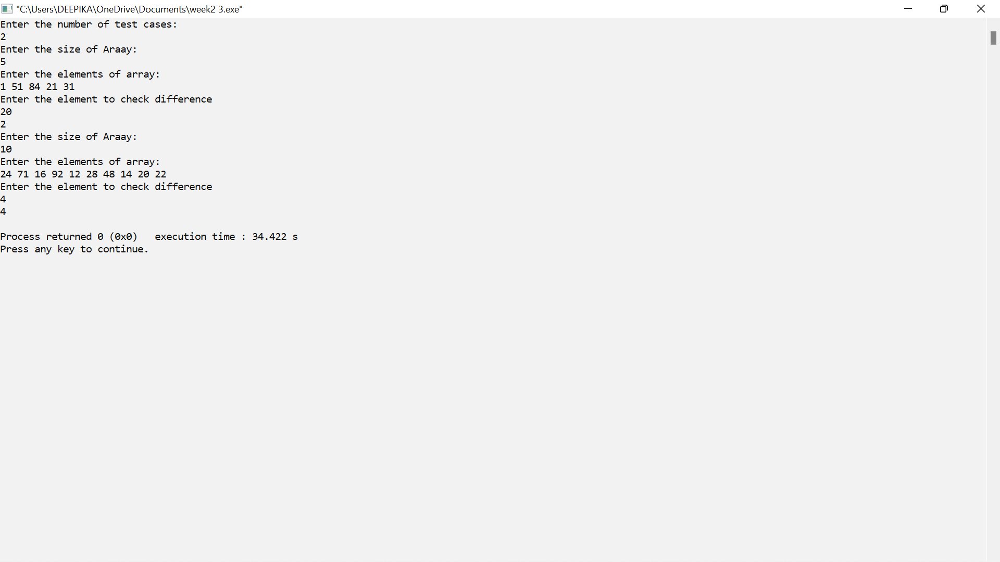 "C:\Users\DEEPIKA\OneDrive\Documents\week2 3.exe"
Enter the number of test cases:
2
Enter the size of Araay:
5
Enter the elements of array:
1 51 84 21 31
Enter the element to check difference
20
2
Enter the size of Araay:
10
Enter the elements of array:
24 71 16 92 12 28 48 14 20 22
Enter the element to check difference
4
4
Process returned 0 (0x0)   execution time : 34.422 s
Press any key to continue.